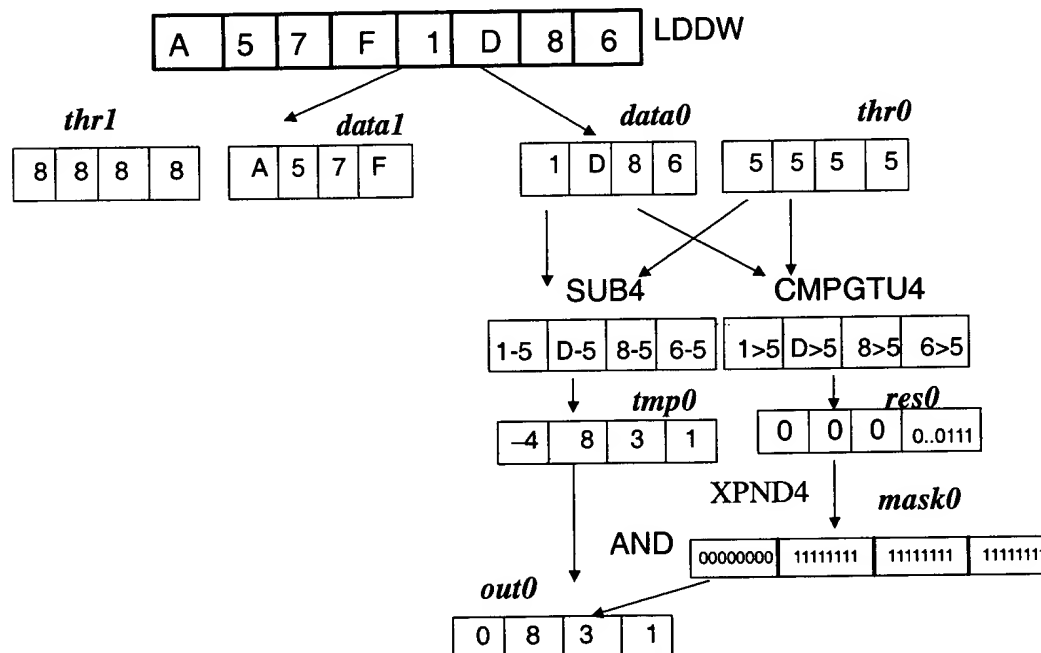 A 5 7 F 1 D 8 6 LDDW
thr1 data1 data0 thr0
8 8 8 8 A 5 7 F 1 D 8 6 5 5 5 5
SUB4 CMPGTU4
1-5 D-5 8-5 6-5 1>5 D>5 8>5 6>5
tmp0 res0
–4 8 3 1 0 0 0 0..0111
XPND4 mask0
AND 00000000 11111111 11111111 11111111
out0
0 8 3 1